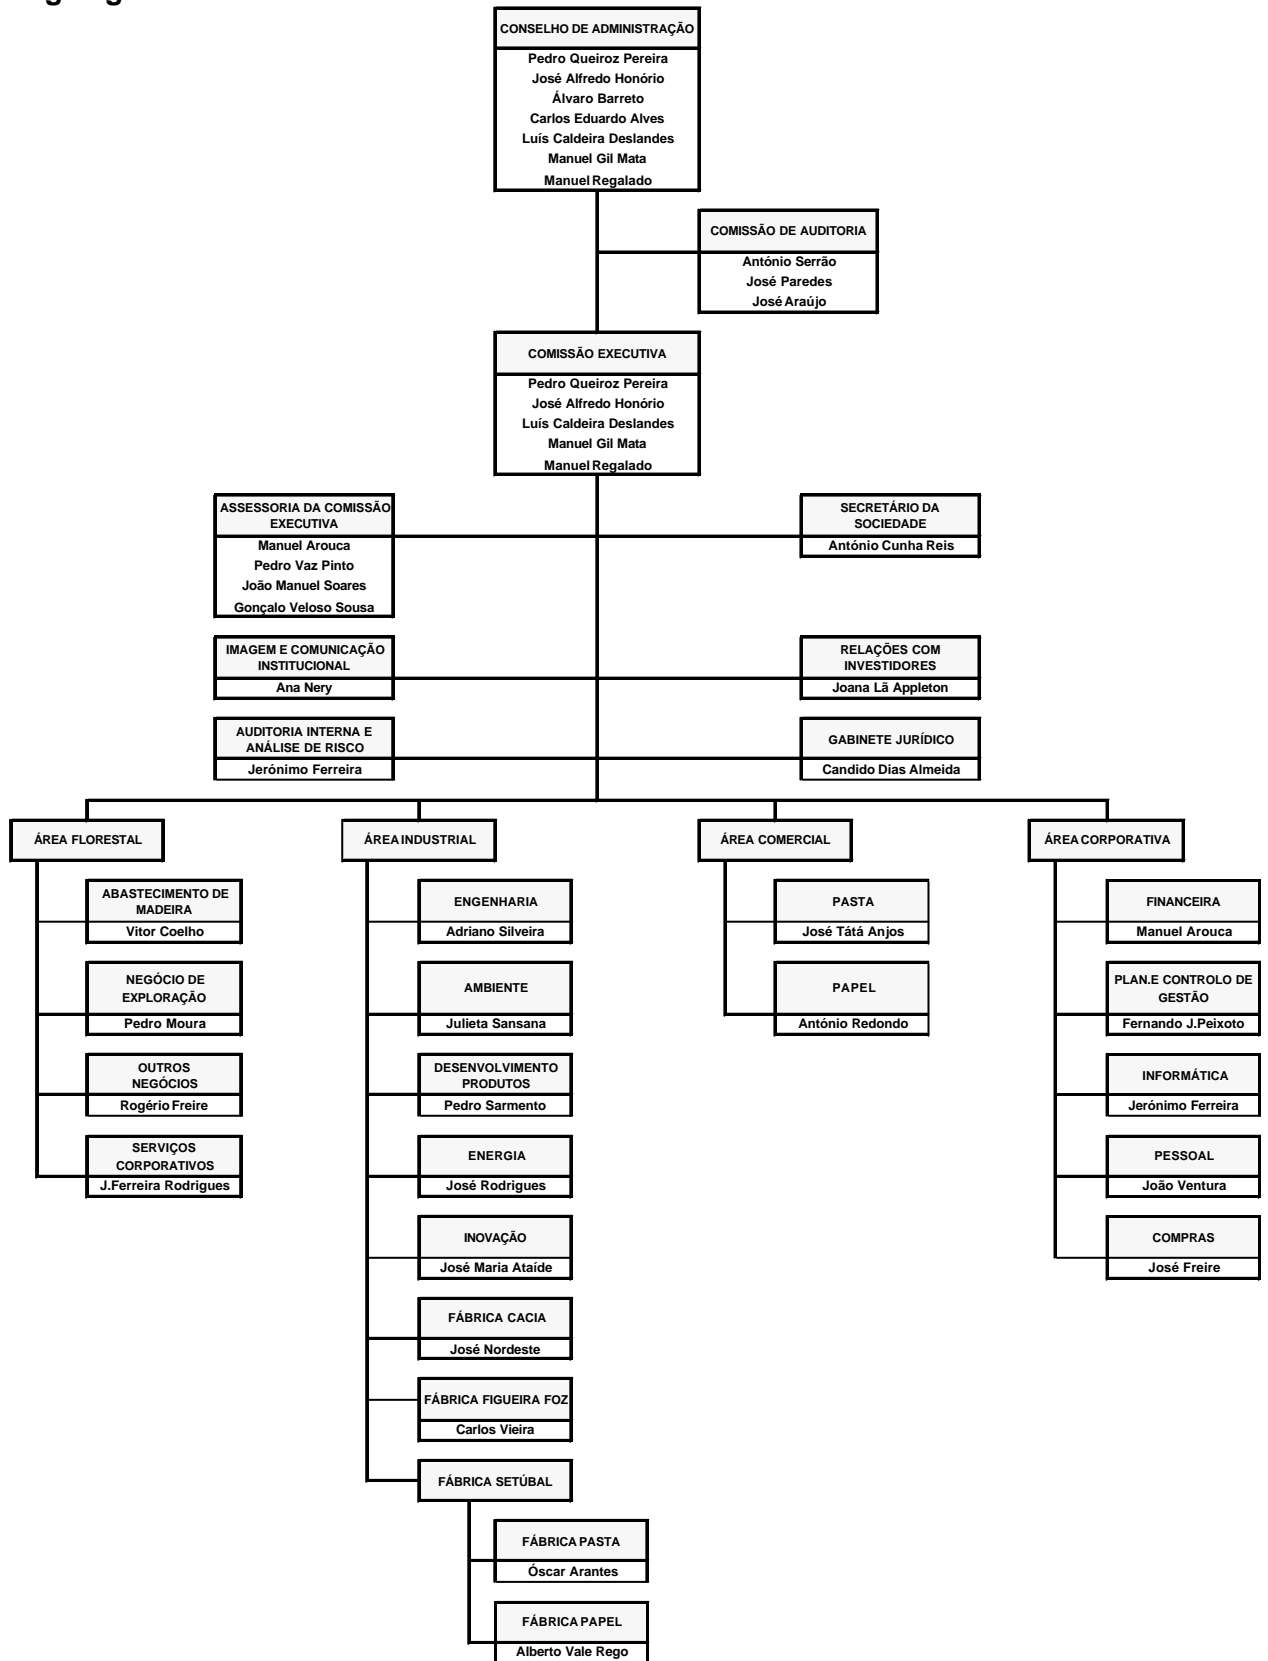 CONSELHO DE ADMINISTRAÇÃO
Pedro Queiroz Pereira
José Alfredo Honório
Álvaro Barreto
Carlos Eduardo Alves
Luís Caldeira Deslandes
Manuel Gil Mata
Manuel Regalado
COMISSÃO DE AUDITORIA
António Serrão
José Paredes
José Araújo
COMISSÃO EXECUTIVA
Pedro Queiroz Pereira
José Alfredo Honório
Luís Caldeira Deslandes
Manuel Gil Mata
Manuel Regalado
ASSESSORIA DA COMISSÃO
EXECUTIVA
Manuel Arouca
Pedro Vaz Pinto
João Manuel Soares
Gonçalo Veloso Sousa
SECRETÁRIO DA
SOCIEDADE
António Cunha Reis
IMAGEM E COMUNICAÇÃO
INSTITUCIONAL
Ana Nery
RELAÇÕES COM
INVESTIDORES
Joana Lã Appleton
AUDITORIA INTERNA E
ANÁLISE DE RISCO
Jerónimo Ferreira
GABINETE JURÍDICO
Candido Dias Almeida
ÁREA FLORESTAL
ABASTECIMENTO DE
MADEIRA
Vitor Coelho
NEGÓCIO DE
EXPLORAÇÃO
Pedro Moura
OUTROS
NEGÓCIOS
Rogério Freire
SERVIÇOS
CORPORATIVOS
J.Ferreira Rodrigues
ÁREA INDUSTRIAL
ENGENHARIA
Adriano Silveira
AMBIENTE
Julieta Sansana
DESENVOLVIMENTO
PRODUTOS
Pedro Sarmento
ENERGIA
José Rodrigues
INOVAÇÃO
José Maria Ataíde
FÁBRICA CACIA
José Nordeste
FÁBRICA FIGUEIRA FOZ
Carlos Vieira
FÁBRICA SETÚBAL
FÁBRICA PASTA
Óscar Arantes
FÁBRICA PAPEL
Alberto Vale Rego
ÁREA COMERCIAL
PASTA
José Tátá Anjos
PAPEL
António Redondo
ÁREA CORPORATIVA
FINANCEIRA
Manuel Arouca
PLAN.E CONTROLO DE
GESTÃO
Fernando J.Peixoto
INFORMÁTICA
Jerónimo Ferreira
PESSOAL
João Ventura
COMPRAS
José Freire